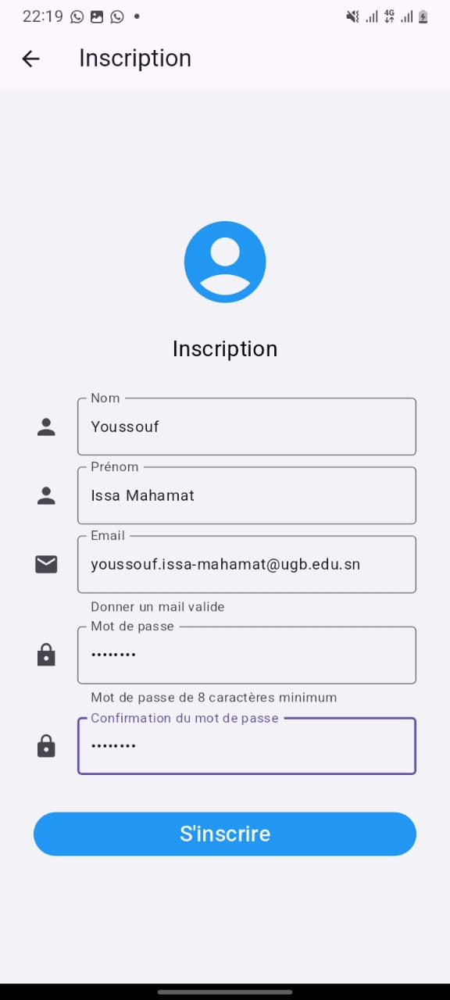 22:19
4G
Inscription
Inscription
Nom
Youssouf
Prénom
Issa Mahamat
Email
youssouf.issa-mahamat@ugb.edu.sn
Donner un mail valide
Mot de passe
••••••••
Mot de passe de 8 caractères minimum
Confirmation du mot de passe
••••••••
S'inscrire